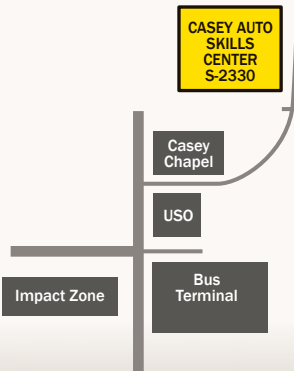 CASEY AUTO
SKILLS
CENTER
S-2330
Casey
Chapel
USO
Bus
Terminal
Impact Zone